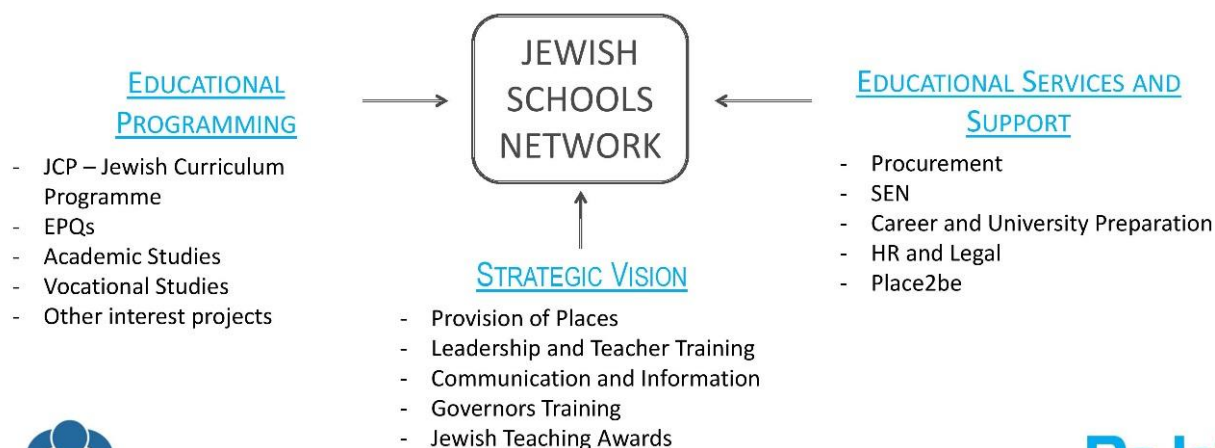 JEWISH
SCHOOLS
NETWORK
EDUCATIONAL
PROGRAMMING
- JCP – Jewish Curriculum
Programme
- EPQs
- Academic Studies
- Vocational Studies
- Other interest projects
STRATEGIC VISION
- Provision of Places
- Leadership and Teacher Training
- Communication and Information
- Governors Training
- Jewish Teaching Awards
EDUCATIONAL SERVICES AND
SUPPORT
- Procurement
- SEN
- Career and University Preparation
- HR and Legal
- Place2be